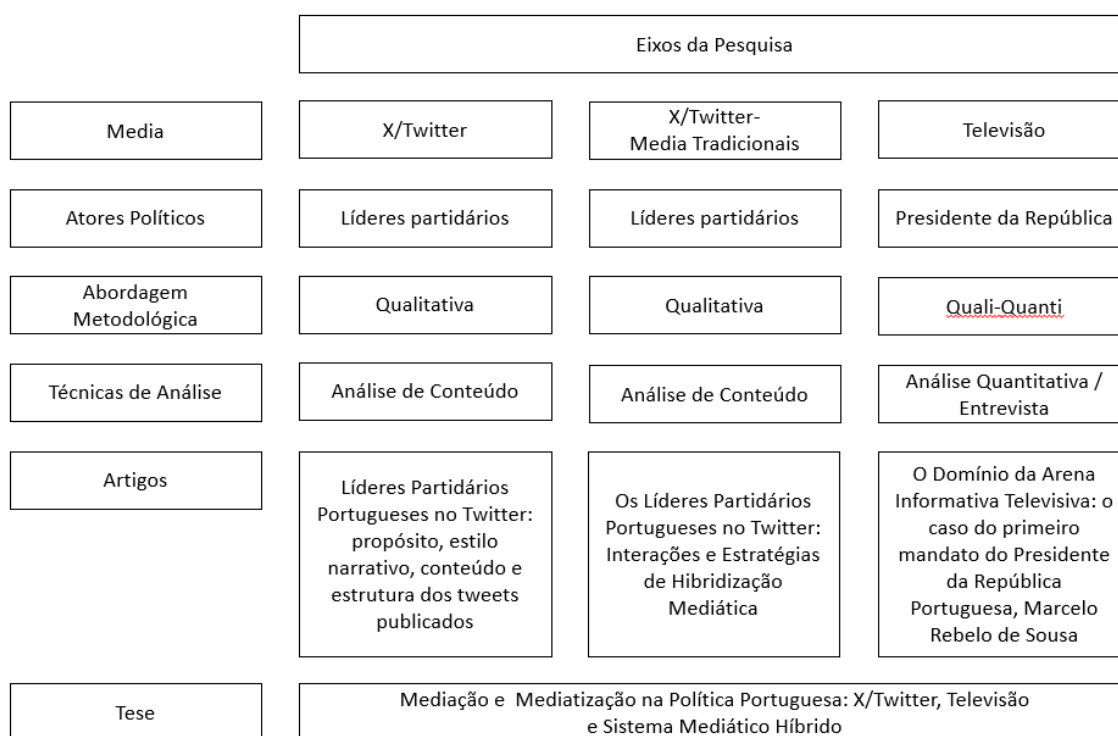 Eixos da Pesquisa
Media
X/Twitter
X/Twitter-
Media Tradicionais
Televisão
Atores Políticos
Líderes partidários
Líderes partidários
Presidente da República
Abordagem
Metodológica
Qualitativa
Qualitativa
Quali-Quanti
Técnicas de Análise
Análise de Conteúdo
Análise de Conteúdo
Análise Quantitativa /
Entrevista
Artigos
Líderes Partidários
Portugueses no Twitter:
propósito, estilo
narrativo, conteúdo e
estrutura dos tweets
publicados
Os Líderes Partidários
Portugueses no Twitter:
Interações e Estratégias
de Hibridização
Mediática
O Domínio da Arena
Informativa Televisiva: o
caso do primeiro
mandato do Presidente
da República
Portuguesa, Marcelo
Rebelo de Sousa
Tese
Mediação e  Mediatização na Política Portuguesa: X/Twitter, Televisão
e Sistema Mediático Híbrido